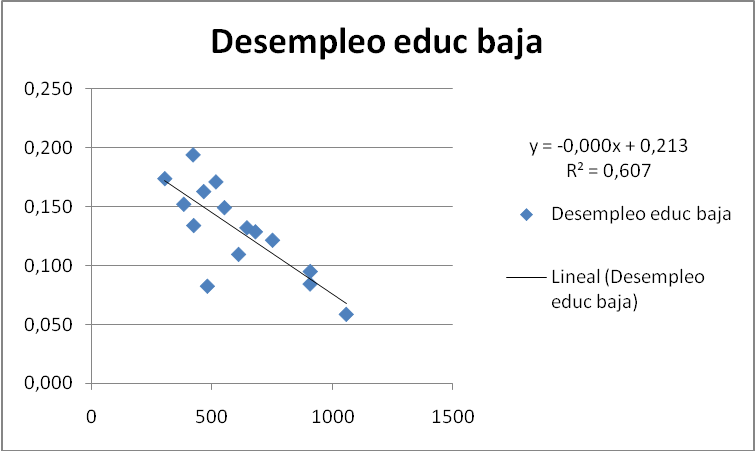 Desempleo educ baja
0,250
0,200
0,150
0,100
0,050
0,000
0
500
1000
1500
y = -0,000x + 0,213
R² = 0,607
Desempleo educ baja
Lineal (Desempleo
educ baja)